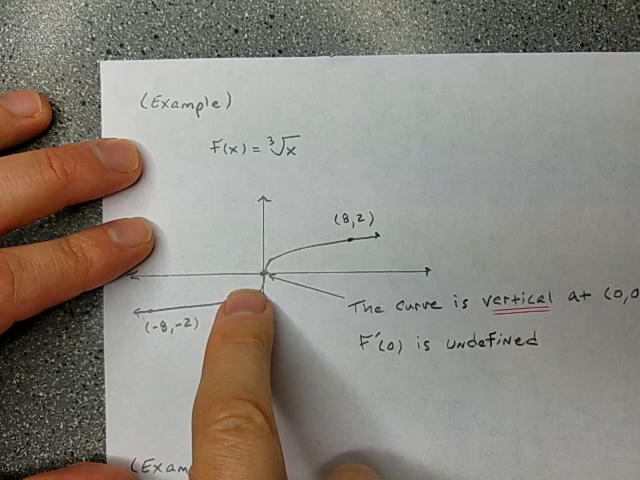 (Example)
F(x) = ∛x
(8,2)
The curve is vertical at (0,0
(-8,-2)
F'(0) is undefined
(Exam